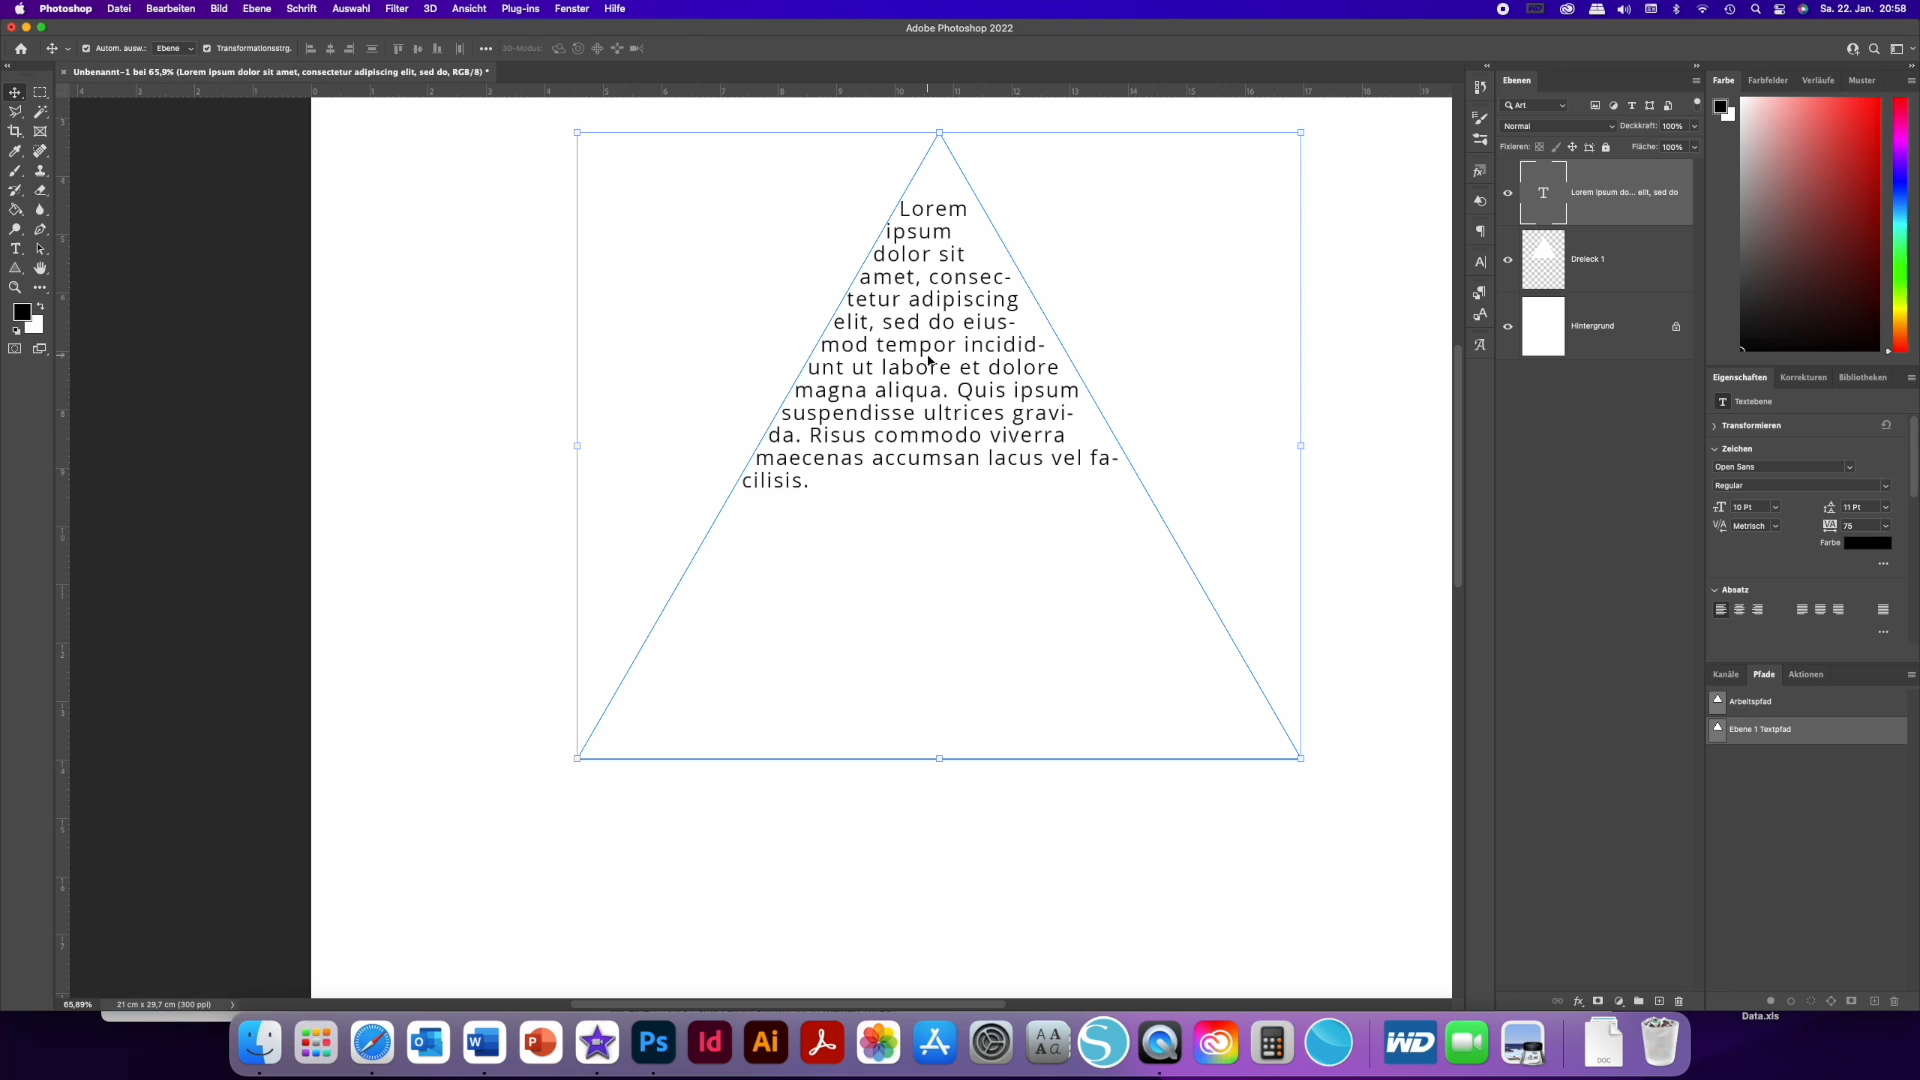 Photoshop Datei Bearbeiten Bild Ebene Schrift Auswahl Filter 3D Ansicht Plug-ins Fenster Hilfe
Sa. 22. Jan. 20:58
Adobe Photoshop 2022
Autom. ausw.: Ebene Transformationsstrg. 3D-Modus:
Unbenannt-1 bei 65,9% (Lorem ipsum dolor sit amet, consectetur adipiscing elit, sed do, RGB/8) *
Lorem
ipsum
dolor sit
amet, consec-
tetur adipiscing
elit, sed do eius-
mod tempor incidid-
unt ut labore et dolore
magna aliqua. Quis ipsum
suspendisse ultrices gravi-
da. Risus commodo viverra
maecenas accumsan lacus vel fa-
cilisis.
Ebenen
Art
Normal Deckkraft: 100%
Fixieren: Fläche: 100%
T Lorem ipsum do... elit, sed do
Dreieck 1
Hintergrund
Farbe Farbfelder Verläufe Muster
Eigenschaften Korrekturen Bibliotheken
T Textebene
Transformieren
Zeichen
Open Sans
Regular
10 Pt 11 Pt
Metrisch 75
Farbe
Absatz
Kanäle Pfade Aktionen
Arbeitspfad
Ebene 1 Textpfad
65,89% 21 cm x 29,7 cm (300 ppi)
Data.xls
W P Ps Id Ai WD
DOC